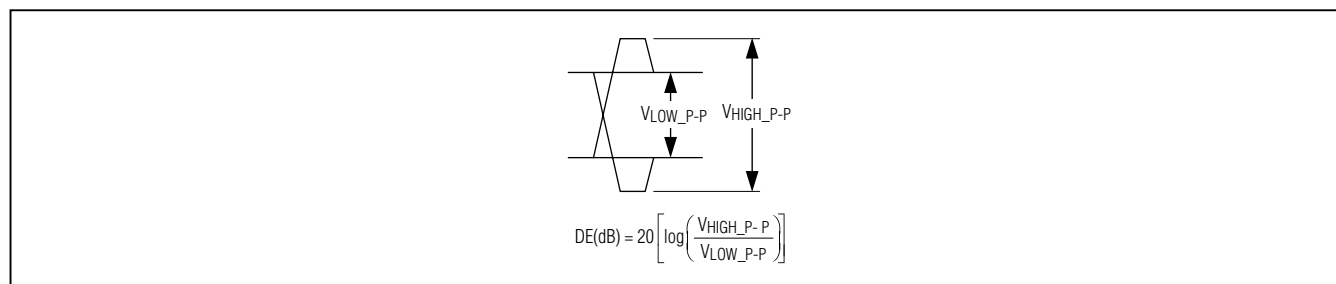 VLOW_P-P
VHIGH_P-P
DE(dB) = 20[log(VHIGH_P- P / VLOW_P-P)]